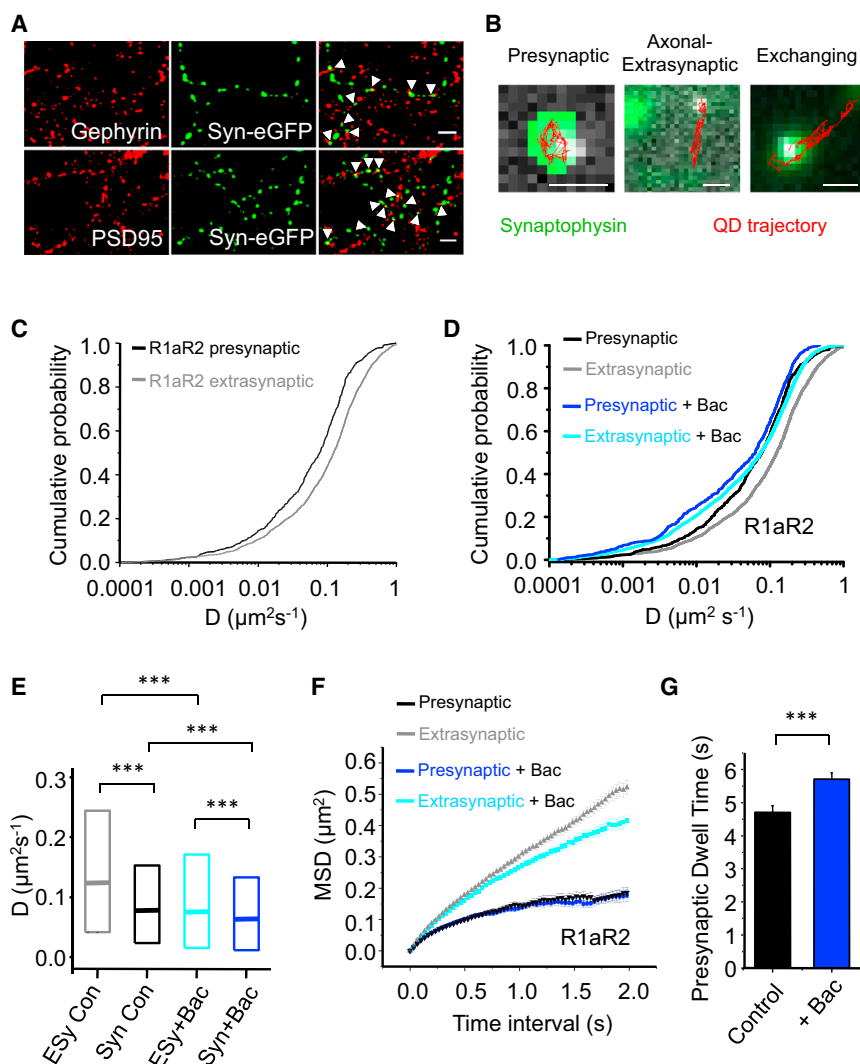 A
Gephyrin
Syn-eGFP
PSD95
Syn-eGFP
B
Presynaptic
Axonal-
Extrasynaptic
Exchanging
Synaptophysin
QD trajectory
C
R1aR2 presynaptic
R1aR2 extrasynaptic
Cumulative probability
1.0
0.8
0.6
0.4
0.2
0.0
0.0001
0.001
0.01
0.1
1
D (μm²s⁻¹)
D
Presynaptic
Extrasynaptic
Presynaptic + Bac
Extrasynaptic + Bac
R1aR2
Cumulative probability
1.0
0.8
0.6
0.4
0.2
0.0
0.0001
0.001
0.01
0.1
1
D (μm² s⁻¹)
E
***
***
***
***
D (μm²s⁻¹)
0.3
0.2
0.1
0.0
ESy Con
Syn Con
ESy+Bac
Syn+Bac
F
Presynaptic
Extrasynaptic
Presynaptic + Bac
Extrasynaptic + Bac
R1aR2
MSD (μm²)
0.6
0.5
0.4
0.3
0.2
0.1
0.0
0.0
0.5
1.0
1.5
2.0
Time interval (s)
G
***
Presynaptic Dwell Time (s)
6
5
4
3
2
1
0
Control
+ Bac